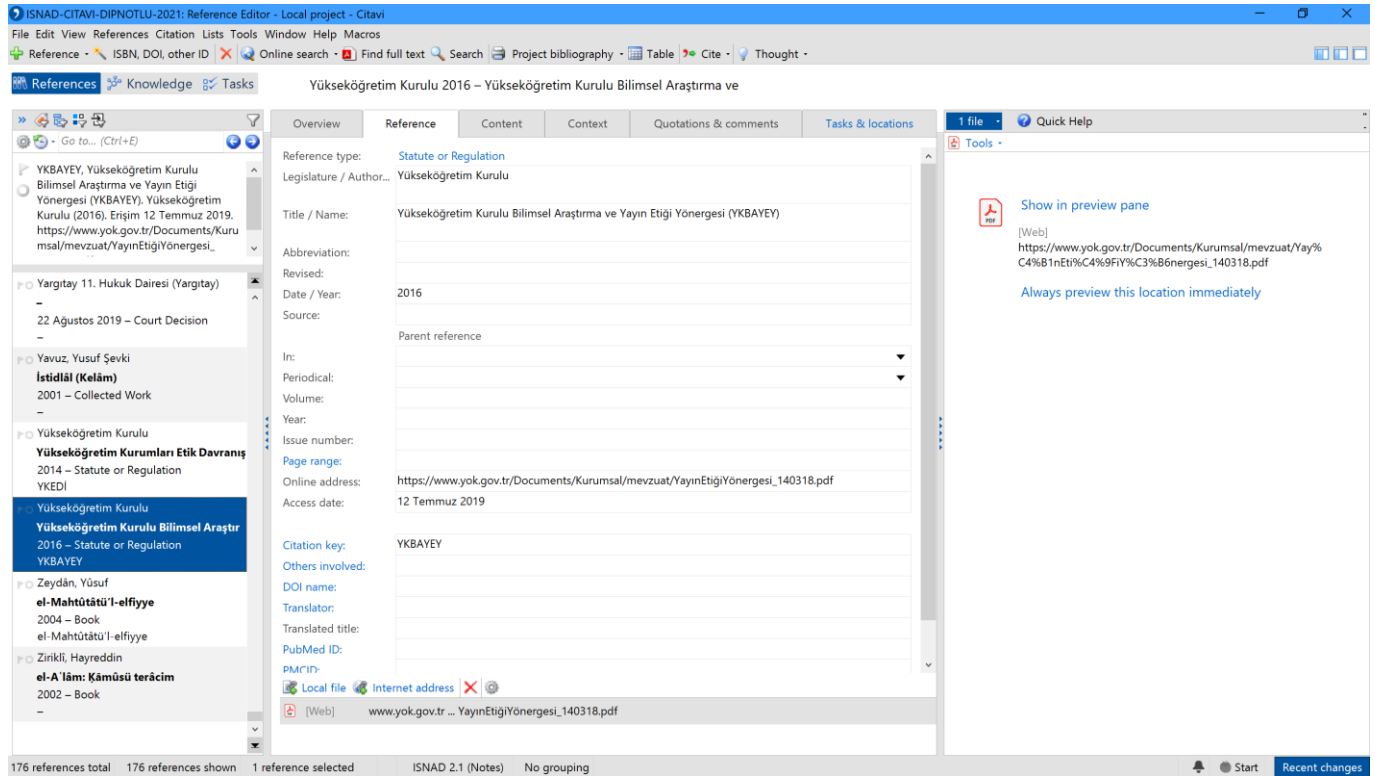 ISNAD-CITAVI-DIPNOTLU-2021: Reference Editor - Local project - Citavi
File Edit View References Citation Lists Tools Window Help Macros
Reference ISBN, DOI, other ID Online search Find full text Search Project bibliography Table Cite Thought
References Knowledge Tasks
Yükseköğretim Kurulu 2016 – Yükseköğretim Kurulu Bilimsel Araştırma ve
Go to... (Ctrl+E)
YKBAYEY, Yükseköğretim Kurulu
Bilimsel Araştırma ve Yayın Etiği
Yönergesi (YKBAYEY). Yükseköğretim
Kurulu (2016). Erişim 12 Temmuz 2019.
https://www.yok.gov.tr/Documents/Kuru
msal/mevzuat/YayınEtiğiYönergesi_
Yargıtay 11. Hukuk Dairesi (Yargıtay)
–
22 Ağustos 2019 – Court Decision
–
Yavuz, Yusuf Şevki
İstidlâl (Kelâm)
2001 – Collected Work
–
Yükseköğretim Kurulu
Yükseköğretim Kurumları Etik Davranış
2014 – Statute or Regulation
YKEDİ
Yükseköğretim Kurulu
Yükseköğretim Kurulu Bilimsel Araştır
2016 – Statute or Regulation
YKBAYEY
Zeydân, Yûsuf
el-Mahtûtâtü'l-elfiyye
2004 – Book
el-Mahtûtâtü'l-elfiyye
Ziriklî, Hayreddin
el-Aʿlâm: Ḳāmûsü terâcim
2002 – Book
–
Overview Reference Content Context Quotations & comments Tasks & locations
Reference type: Statute or Regulation
Legislature / Author... Yükseköğretim Kurulu
Title / Name: Yükseköğretim Kurulu Bilimsel Araştırma ve Yayın Etiği Yönergesi (YKBAYEY)
Abbreviation:
Revised:
Date / Year: 2016
Source:
Parent reference
In:
Periodical:
Volume:
Year:
Issue number:
Page range:
Online address: https://www.yok.gov.tr/Documents/Kurumsal/mevzuat/YayınEtiğiYönergesi_140318.pdf
Access date: 12 Temmuz 2019
Citation key: YKBAYEY
Others involved:
DOI name:
Translator:
Translated title:
PubMed ID:
PMCID:
Local file Internet address
[Web] www.yok.gov.tr ... YayınEtiğiYönergesi_140318.pdf
1 file Quick Help
Tools
PDF
Show in preview pane
[Web]
https://www.yok.gov.tr/Documents/Kurumsal/mevzuat/Yay%
C4%B1nEti%C4%9FiY%C3%B6nergesi_140318.pdf
Always preview this location immediately
176 references total 176 references shown 1 reference selected ISNAD 2.1 (Notes) No grouping Start Recent changes